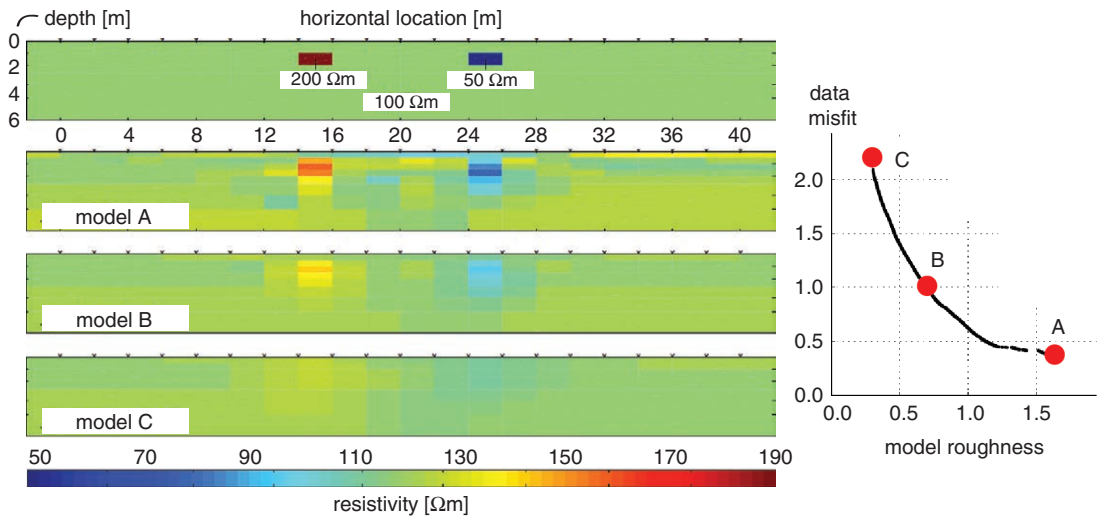 depth [m]
horizontal location [m]
0
2
4
6
200 Ωm
50 Ωm
100 Ωm
0 4 8 12 16 20 24 28 32 36 40
model A
model B
model C
50 70 90 110 130 150 170 190
resistivity [Ωm]
data
misfit
2.0
1.5
1.0
0.5
0.0
C
B
A
0.0 0.5 1.0 1.5
model roughness